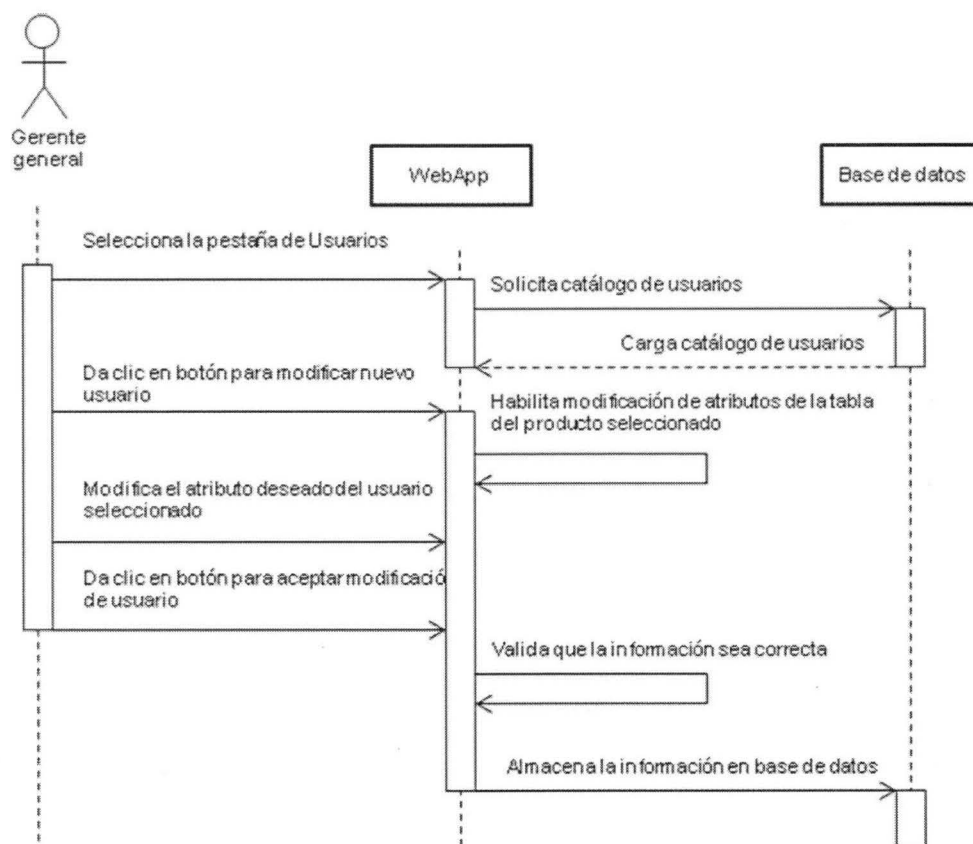 Gerente
general
WebApp
Base de datos
Selecciona la pestaña de Usuarios
Solicita catálogo de usuarios
Carga catálogo de usuarios
Da clic en botón para modificar nuevo
usuario
Habilita modificación de atributos de la tabla
del producto seleccionado
Modifica el atributo deseado del usuario
seleccionado
Da clic en botón para aceptar modificació
de usuario
Valida que la información sea correcta
Almacena la información en base de datos